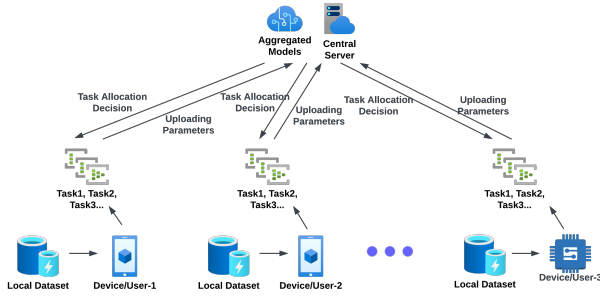 Aggregated
Models
Central
Server
Task Allocation
Decision
Uploading
Parameters
Task Allocation
Decision
Uploading
Parameters
Task Allocation
Decision
Uploading
Parameters
Task1, Task2,
Task3...
Task1, Task2,
Task3...
Task1, Task2,
Task3...
Local Dataset
Device/User-1
Local Dataset
Device/User-2
Local Dataset
Device/User-3